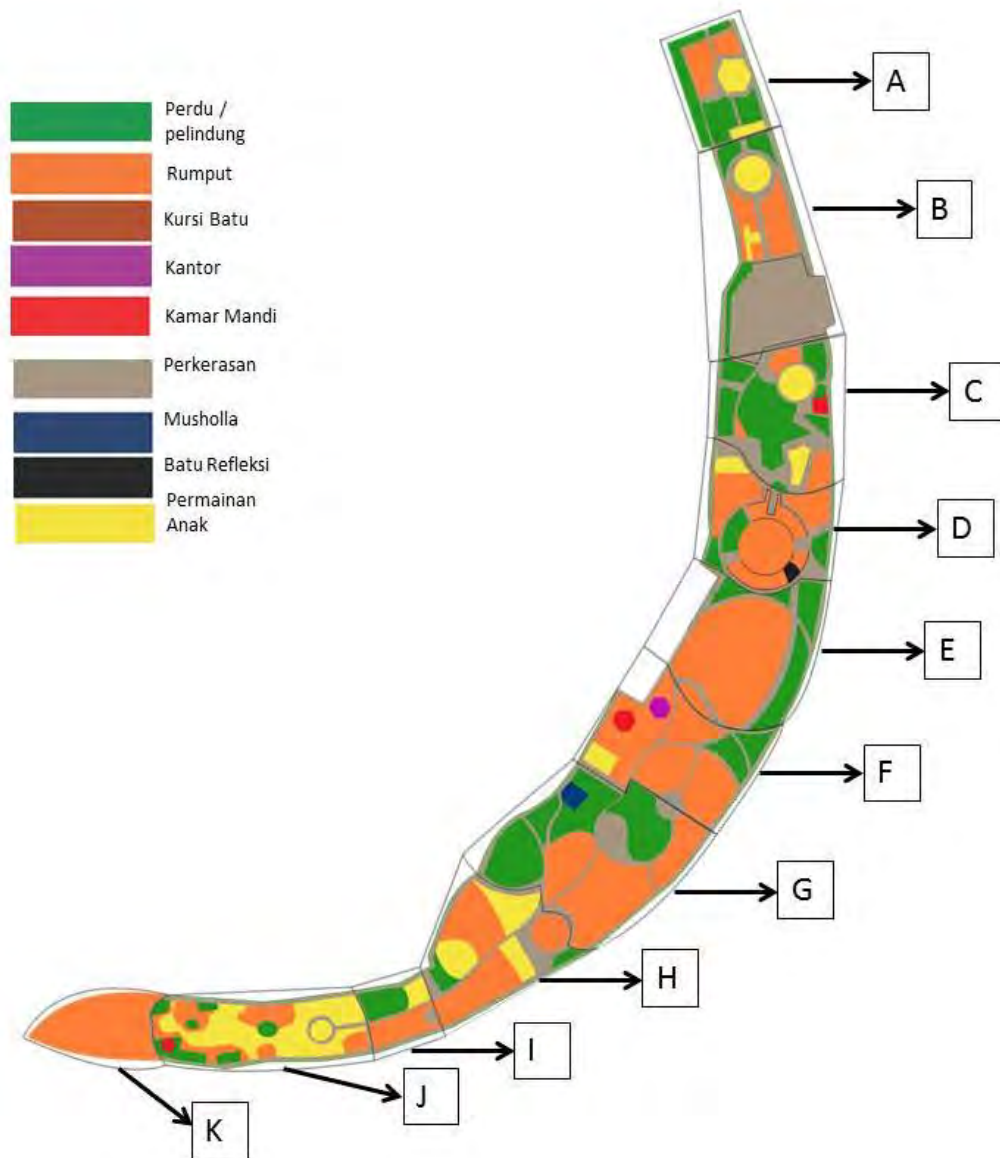 Perdu /
pelindung
Rumput
Kursi Batu
Kantor
Kamar Mandi
Perkerasan
Musholla
Batu Refleksi
Permainan
Anak
A
B
C
D
E
F
G
H
I
J
K